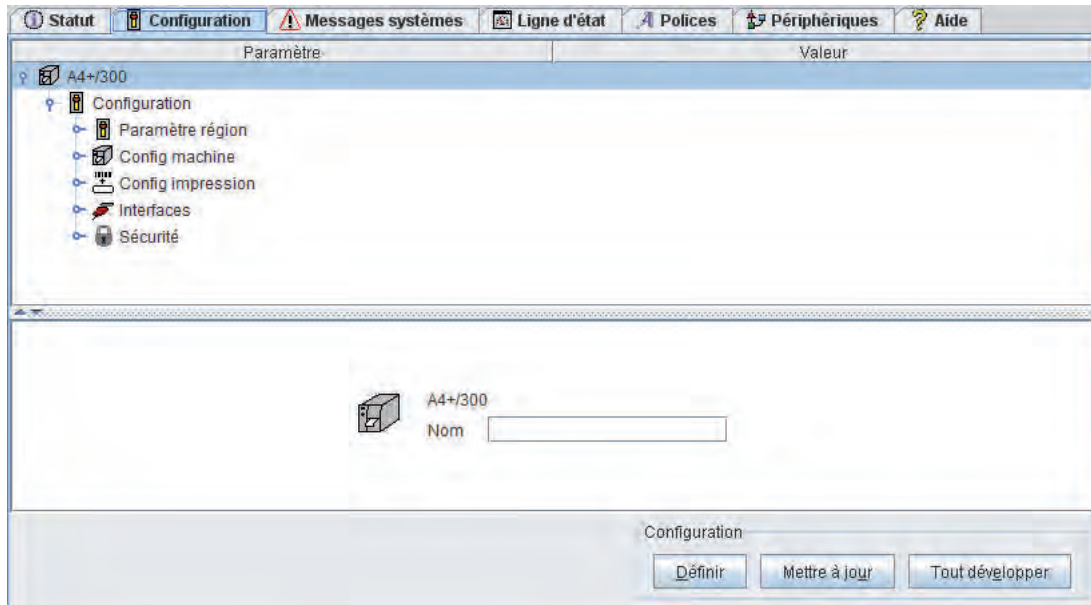 Statut Configuration Messages systèmes Ligne d'état Polices Périphériques Aide
Paramètre Valeur
A4+/300
Configuration
Paramètre région
Config machine
Config impression
Interfaces
Sécurité
A4+/300
Nom
Configuration
Définir Mettre à jour Tout développer